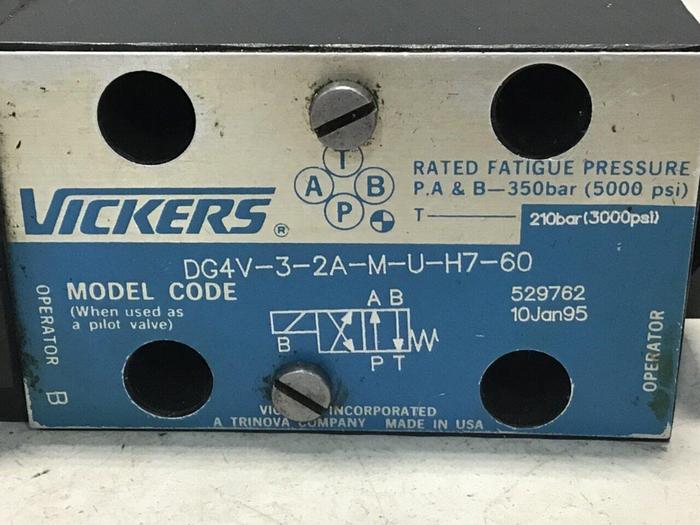 T
A B
P
VICKERS ®
RATED FATIGUE PRESSURE
P.A & B—350bar (5000 psi)
T 210bar(3000psi)
DG4V-3-2A-M-U-H7-60
MODEL CODE
(When used as
a pilot valve)
529762
10Jan95
A B
B
P T
OPERATOR B
OPERATOR
INCORPORATED
A TRINOVA COMPANY MADE IN USA